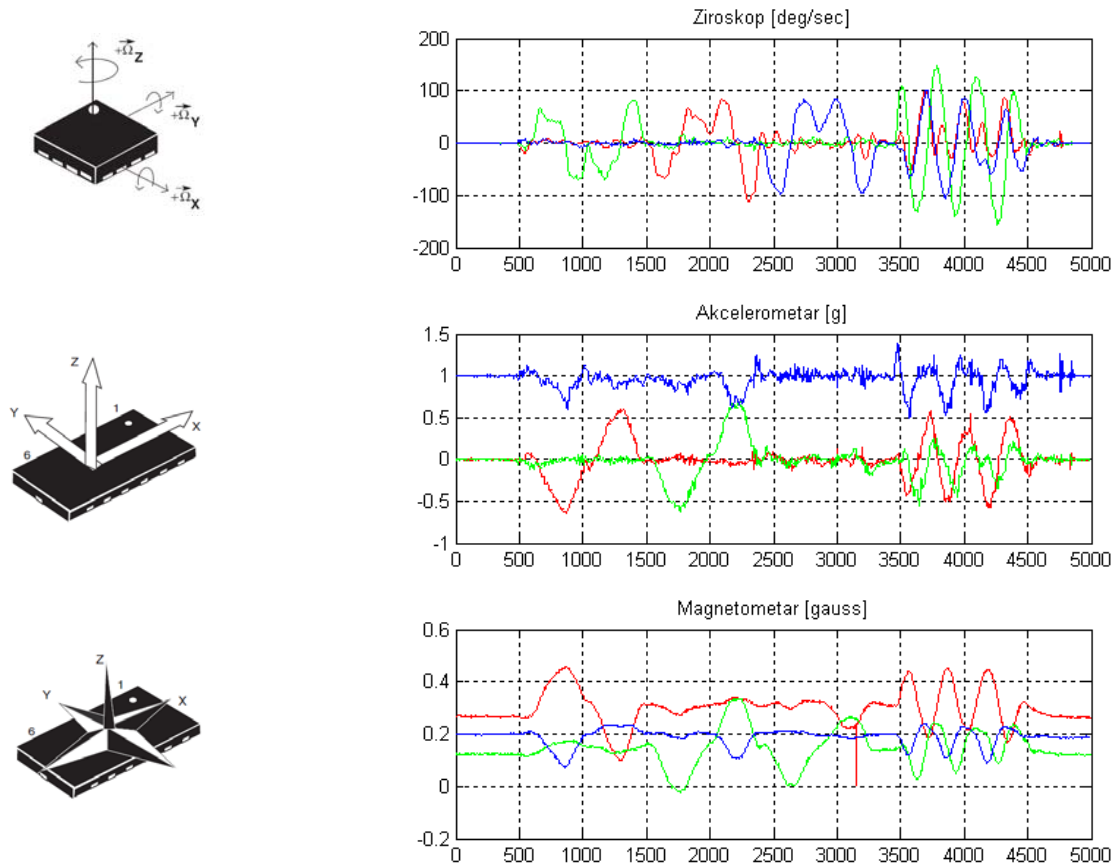 Ziroskop [deg/sec]
+Ω Z
+Ω Y
+Ω X
200
100
0
-100
-200
0 500 1000 1500 2000 2500 3000 3500 4000 4500 5000
Akcelerometar [g]
Z
Y
1
X
6
1.5
1
0.5
0
-0.5
-1
0 500 1000 1500 2000 2500 3000 3500 4000 4500 5000
Magnetometar [gauss]
Z
Y
1
X
6
0.6
0.4
0.2
0
-0.2
0 500 1000 1500 2000 2500 3000 3500 4000 4500 5000